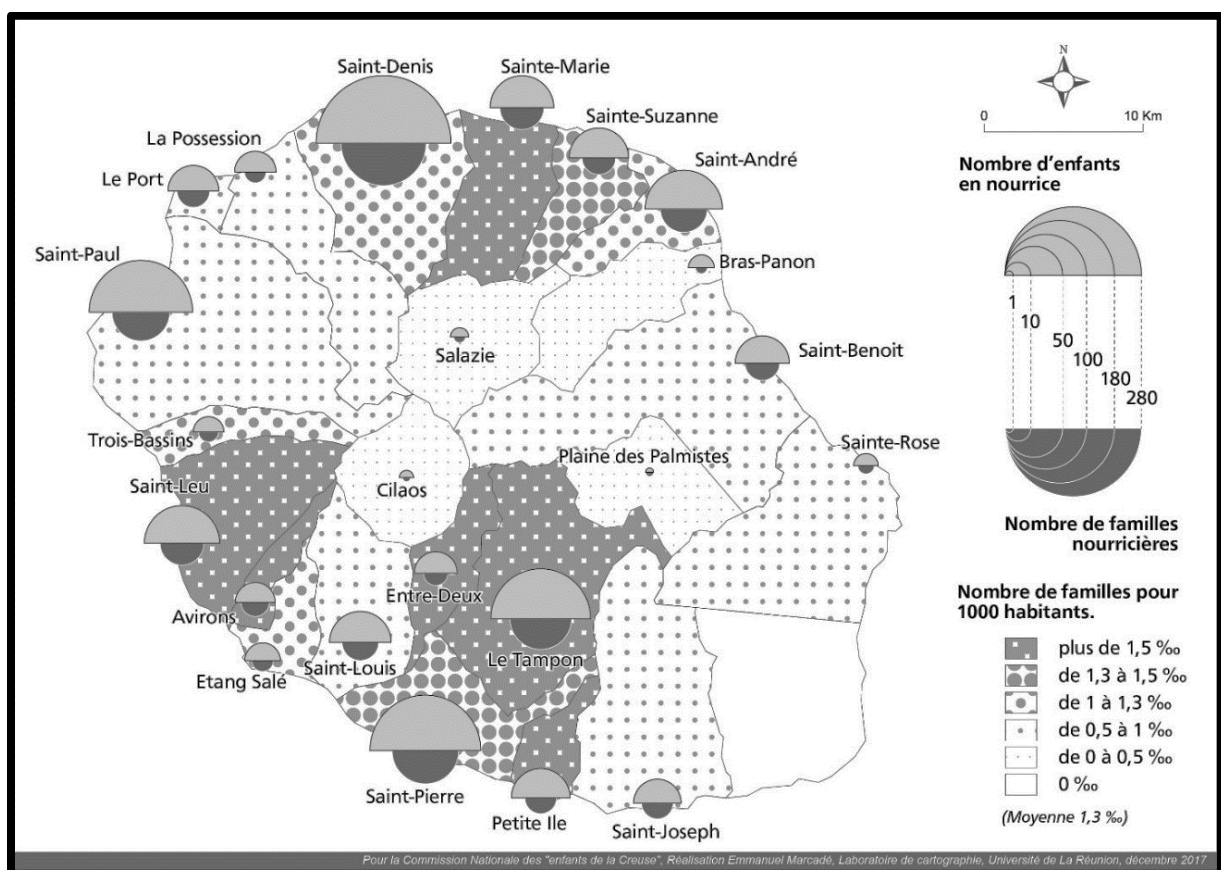 Saint-Denis
Sainte-Marie
Sainte-Suzanne
La Possession
Saint-André
Le Port
Saint-Paul
Bras-Panon
Salazie
Saint-Benoit
Trois-Bassins
Plaine des Palmistes
Sainte-Rose
Saint-Leu
Cilaos
Entre-Deux
Avirons
Le Tampon
Saint-Louis
Etang Salé
Saint-Pierre
Petite Ile
Saint-Joseph
N
0 10 Km
Nombre d'enfants
en nourrice
1
10
50
100
180
280
Nombre de familles
nourricières
Nombre de familles pour
1000 habitants.
plus de 1,5 ‰
de 1,3 à 1,5 ‰
de 1 à 1,3 ‰
de 0,5 à 1 ‰
de 0 à 0,5 ‰
0 ‰
(Moyenne 1,3 ‰)
Pour la Commission Nationale des "enfants de la Creuse", Réalisation Emmanuel Marcadé, Laboratoire de cartographie, Université de La Réunion, décembre 2017